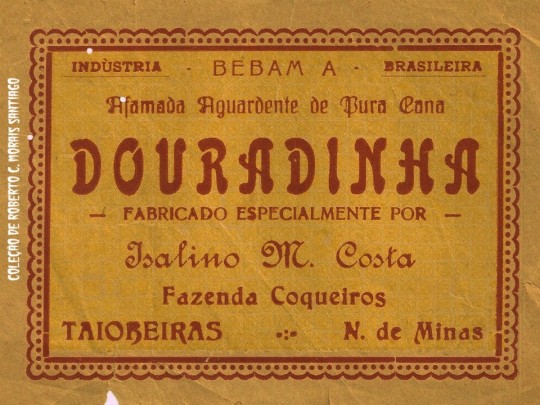 INDÙSTRIA · BEBAM A · BRASILEIRA
Afamada Aguardente de Pura Cana
DOURADINHA
— FABRICADO ESPECIALMENTE POR —
Isalino M. Costa
Fazenda Coqueiros
TAIOBEIRAS ·:· N. de Minas
COLEÇÃO DE ROBERTO C. MORAIS SANTIAGO